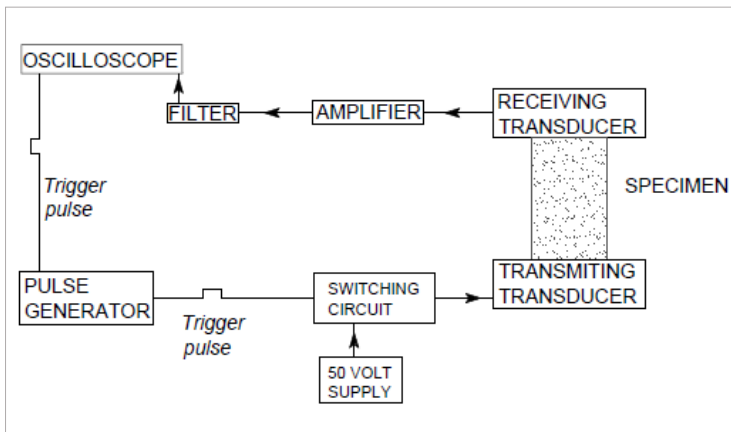 OSCILLOSCOPE
FILTER
AMPLIFIER
RECEIVING
TRANSDUCER
Trigger
pulse
SPECIMEN
PULSE
GENERATOR
Trigger
pulse
SWITCHING
CIRCUIT
TRANSMITING
TRANSDUCER
50 VOLT
SUPPLY